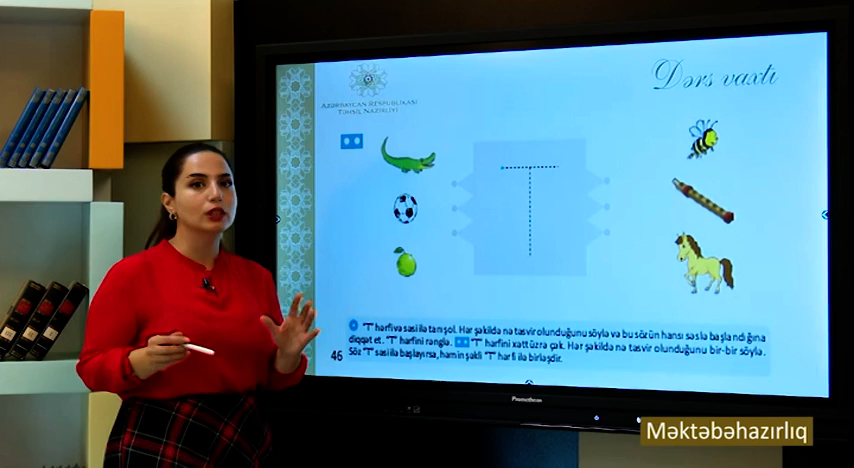 Dərs vaxtı
AZƏRBAYCAN RESPUBLİKASI
TƏHSİL NAZİRLİYİ
T
"T" hərfi və səsi ilə tanış ol. Hər şəkildə nə təsvir olunduğunu söylə və bu sözün hansı səslə başlandığına
diqqət et. "T" hərfini rənglə. "T" hərfini xətt üzrə çək. Hər şəkildə nə təsvir olunduğunu bir-bir söylə.
Söz "T" səsi ilə başlayırsa, həmin şəkli "T" hərfi ilə birləşdir.
46
Promethean
Məktəbəhazırlıq